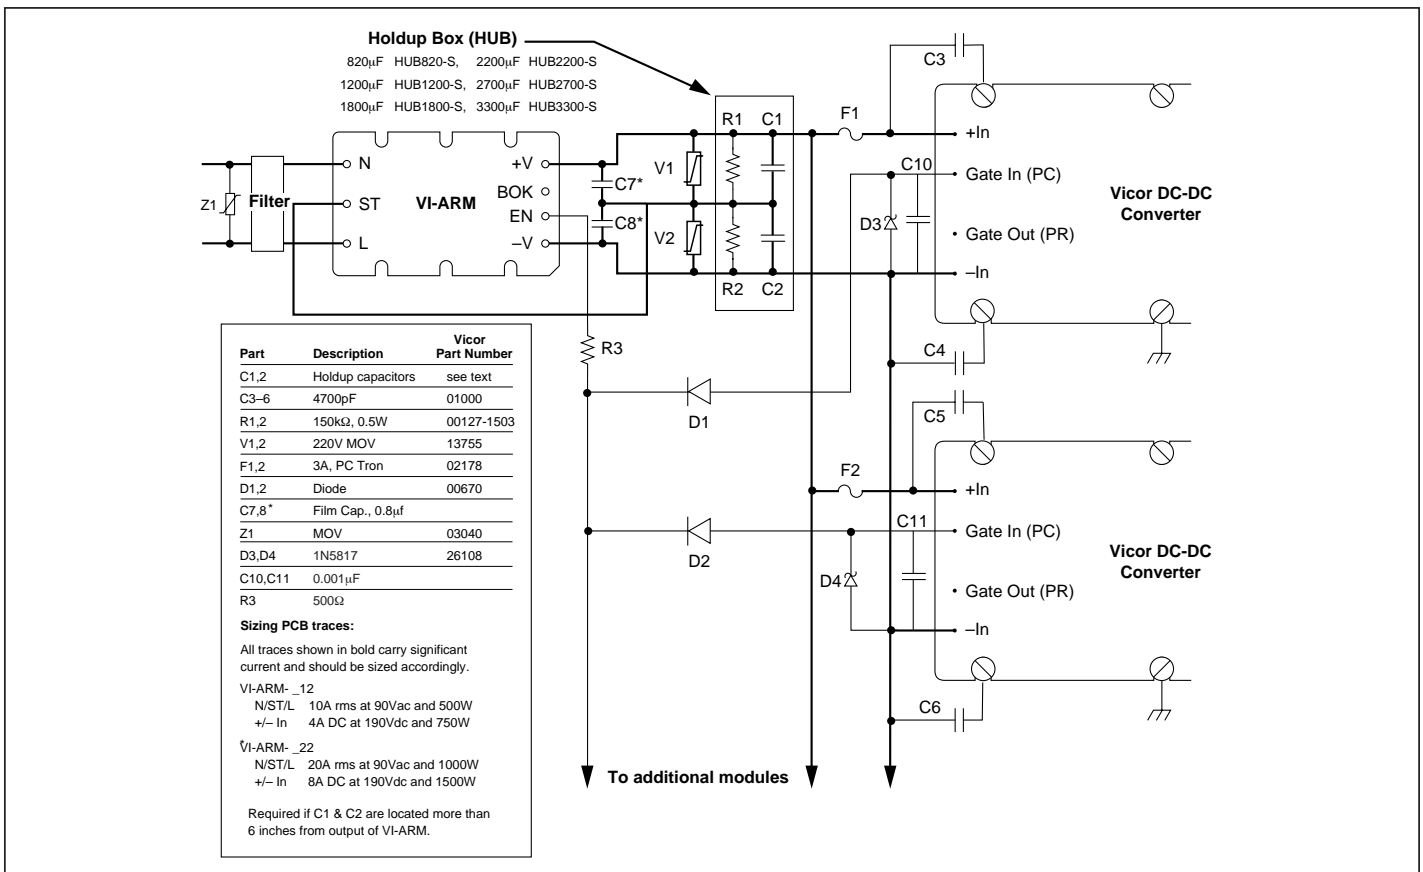 Holdup Box (HUB)
820µF HUB820-S, 2200µF HUB2200-S
1200µF HUB1200-S, 2700µF HUB2700-S
1800µF HUB1800-S, 3300µF HUB3300-S
Z1
Filter
N
ST
L
VI-ARM
+V
BOK
EN
–V
C7*
C8*
V1
V2
R1
C1
R2
C2
F1
C3
+In
C10
Gate In (PC)
D3
Gate Out (PR)
–In
Vicor DC-DC
Converter
C4
R3
D1
C5
F2
+In
C11
Gate In (PC)
D2
D4
Gate Out (PR)
–In
Vicor DC-DC
Converter
C6
To additional modules
Part Description Vicor Part Number
C1,2 Holdup capacitors see text
C3–6 4700pF 01000
R1,2 150kΩ, 0.5W 00127-1503
V1,2 220V MOV 13755
F1,2 3A, PC Tron 02178
D1,2 Diode 00670
C7,8* Film Cap., 0.8µf
Z1 MOV 03040
D3,D4 1N5817 26108
C10,C11 0.001µF
R3 500Ω
Sizing PCB traces:
All traces shown in bold carry significant
current and should be sized accordingly.
VI-ARM- _12
N/ST/L 10A rms at 90Vac and 500W
+/– In 4A DC at 190Vdc and 750W
*VI-ARM- _22
N/ST/L 20A rms at 90Vac and 1000W
+/– In 8A DC at 190Vdc and 1500W
Required if C1 & C2 are located more than
6 inches from output of VI-ARM.